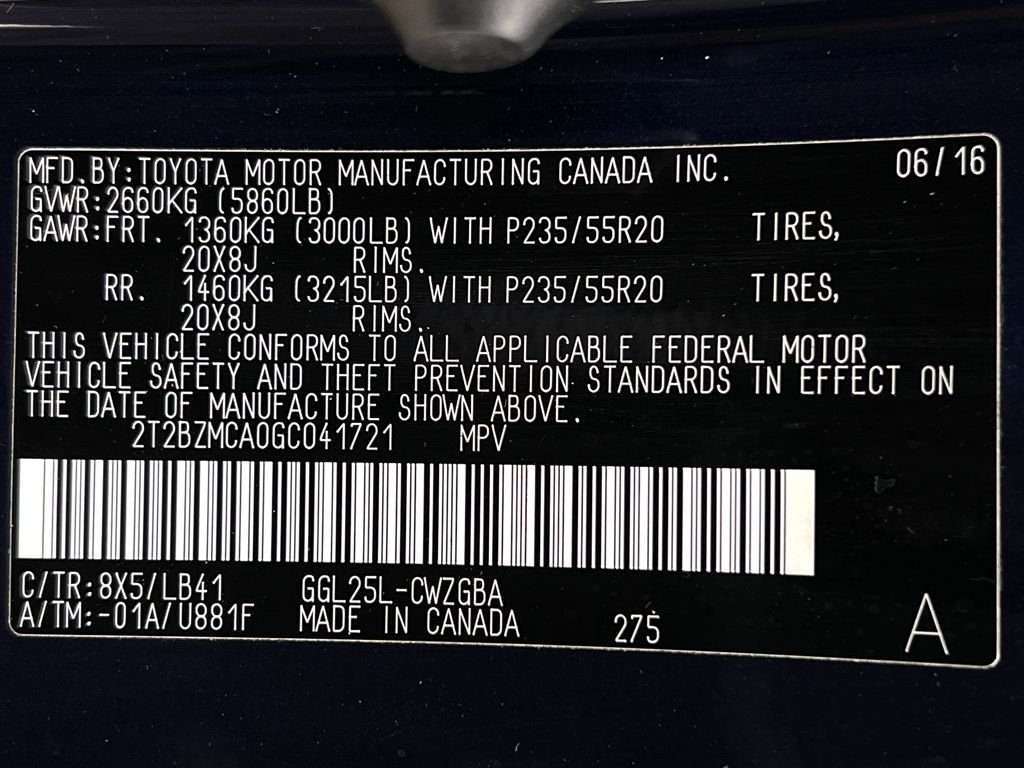 MFD.BY:TOYOTA MOTOR MANUFACTURING CANADA INC. 06/16
GVWR:2660KG (5860LB)
GAWR:FRT. 1360KG (3000LB) WITH P235/55R20 TIRES,
20X8J RIMS.
RR. 1460KG (3215LB) WITH P235/55R20 TIRES,
20X8J RIMS.
THIS VEHICLE CONFORMS TO ALL APPLICABLE FEDERAL MOTOR
VEHICLE SAFETY AND THEFT PREVENTION STANDARDS IN EFFECT ON
THE DATE OF MANUFACTURE SHOWN ABOVE.
2T2BZMCA0GC041721 MPV
C/TR:8X5/LB41 GGL25L-CWZGBA
A/TM:-01A/U881F MADE IN CANADA 275 A